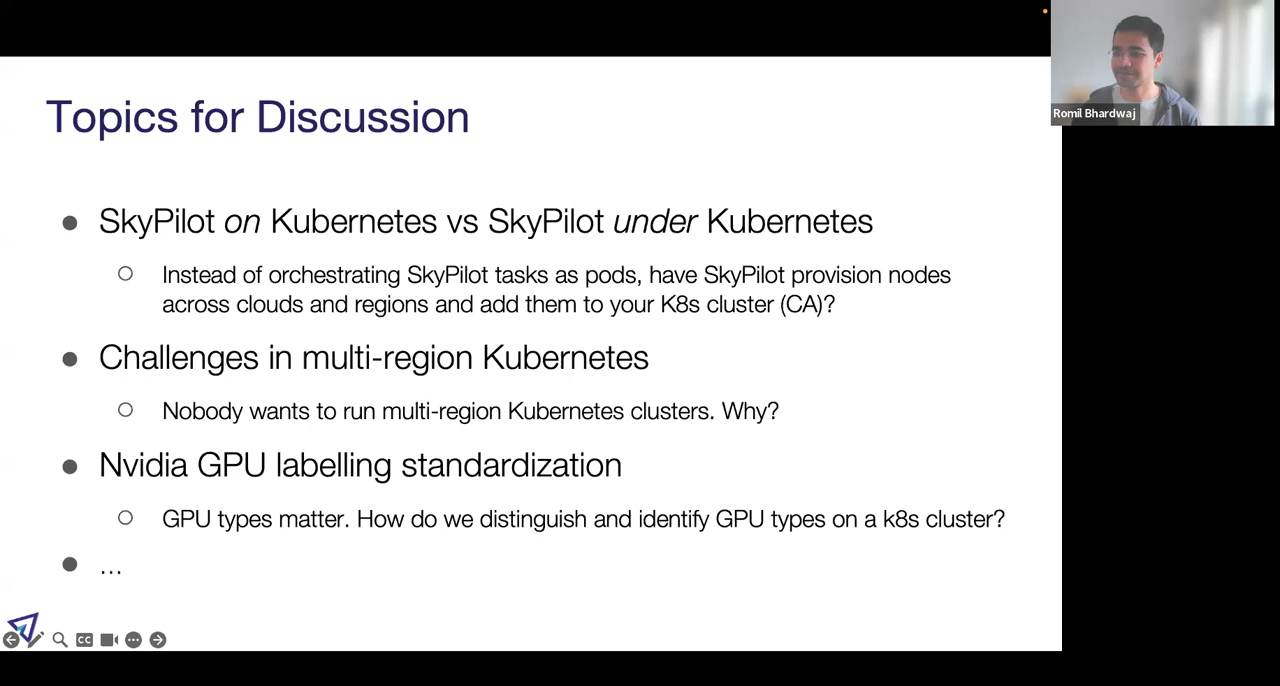 Topics for Discussion
SkyPilot on Kubernetes vs SkyPilot under Kubernetes
Instead of orchestrating SkyPilot tasks as pods, have SkyPilot provision nodes
across clouds and regions and add them to your K8s cluster (CA)?
Challenges in multi-region Kubernetes
Nobody wants to run multi-region Kubernetes clusters. Why?
Nvidia GPU labelling standardization
GPU types matter. How do we distinguish and identify GPU types on a k8s cluster?
...
Romil Bhardwaj
CC